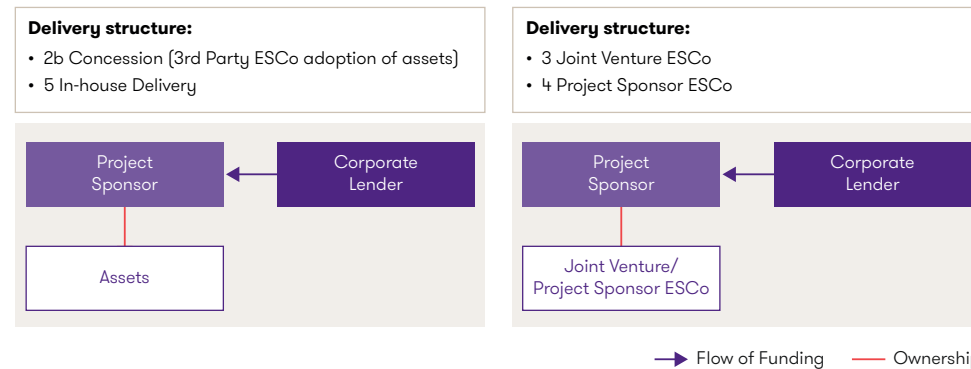 Delivery structure:
• 2b Concession (3rd Party ESCo adoption of assets)
• 5 In-house Delivery
Project
Sponsor
Corporate
Lender
Assets
Delivery structure:
• 3 Joint Venture ESCo
• 4 Project Sponsor ESCo
Project
Sponsor
Corporate
Lender
Joint Venture/
Project Sponsor ESCo
Flow of Funding